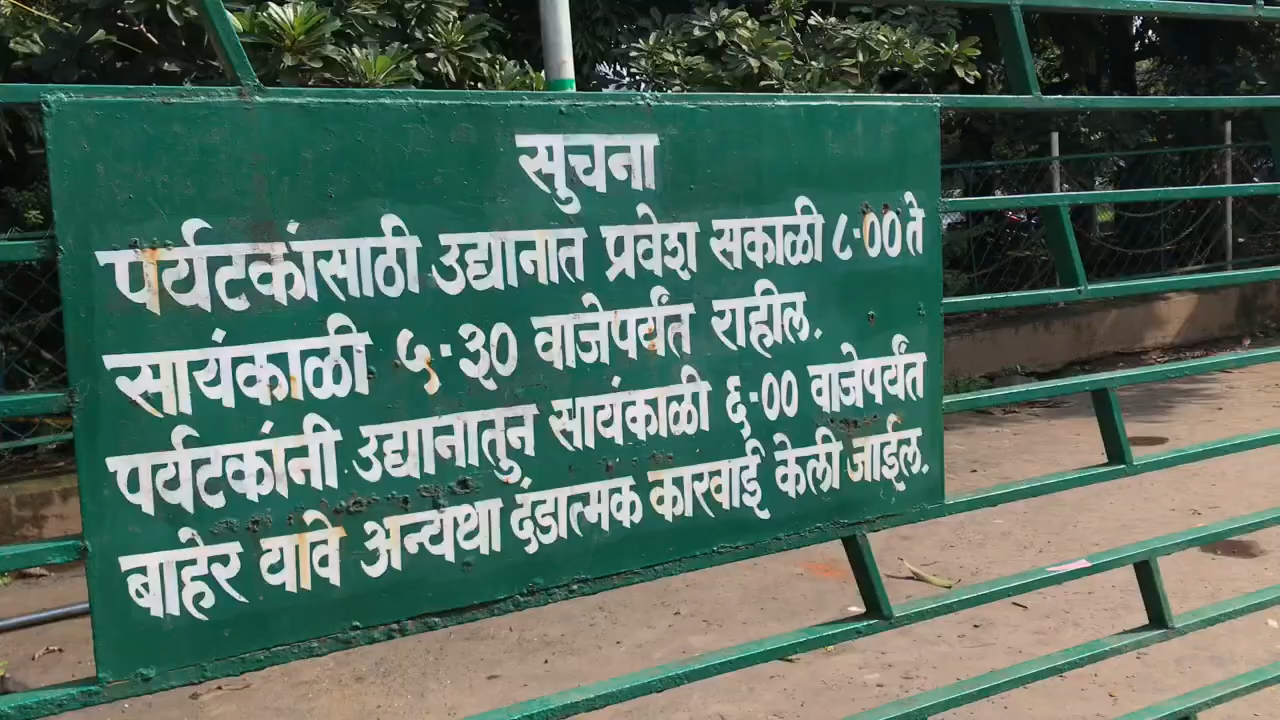 सूचना
पर्यटकांसाठी उद्यानात प्रवेश सकाळी ८·०० ते
सायंकाळी ५·३० वाजेपर्यंत राहील.
पर्यटकांनी उद्यानातुन सायंकाळी ६·०० वाजेपर्यंत
बाहेर यावे अन्यथा दंडात्मक कारवाई केली जाईल.